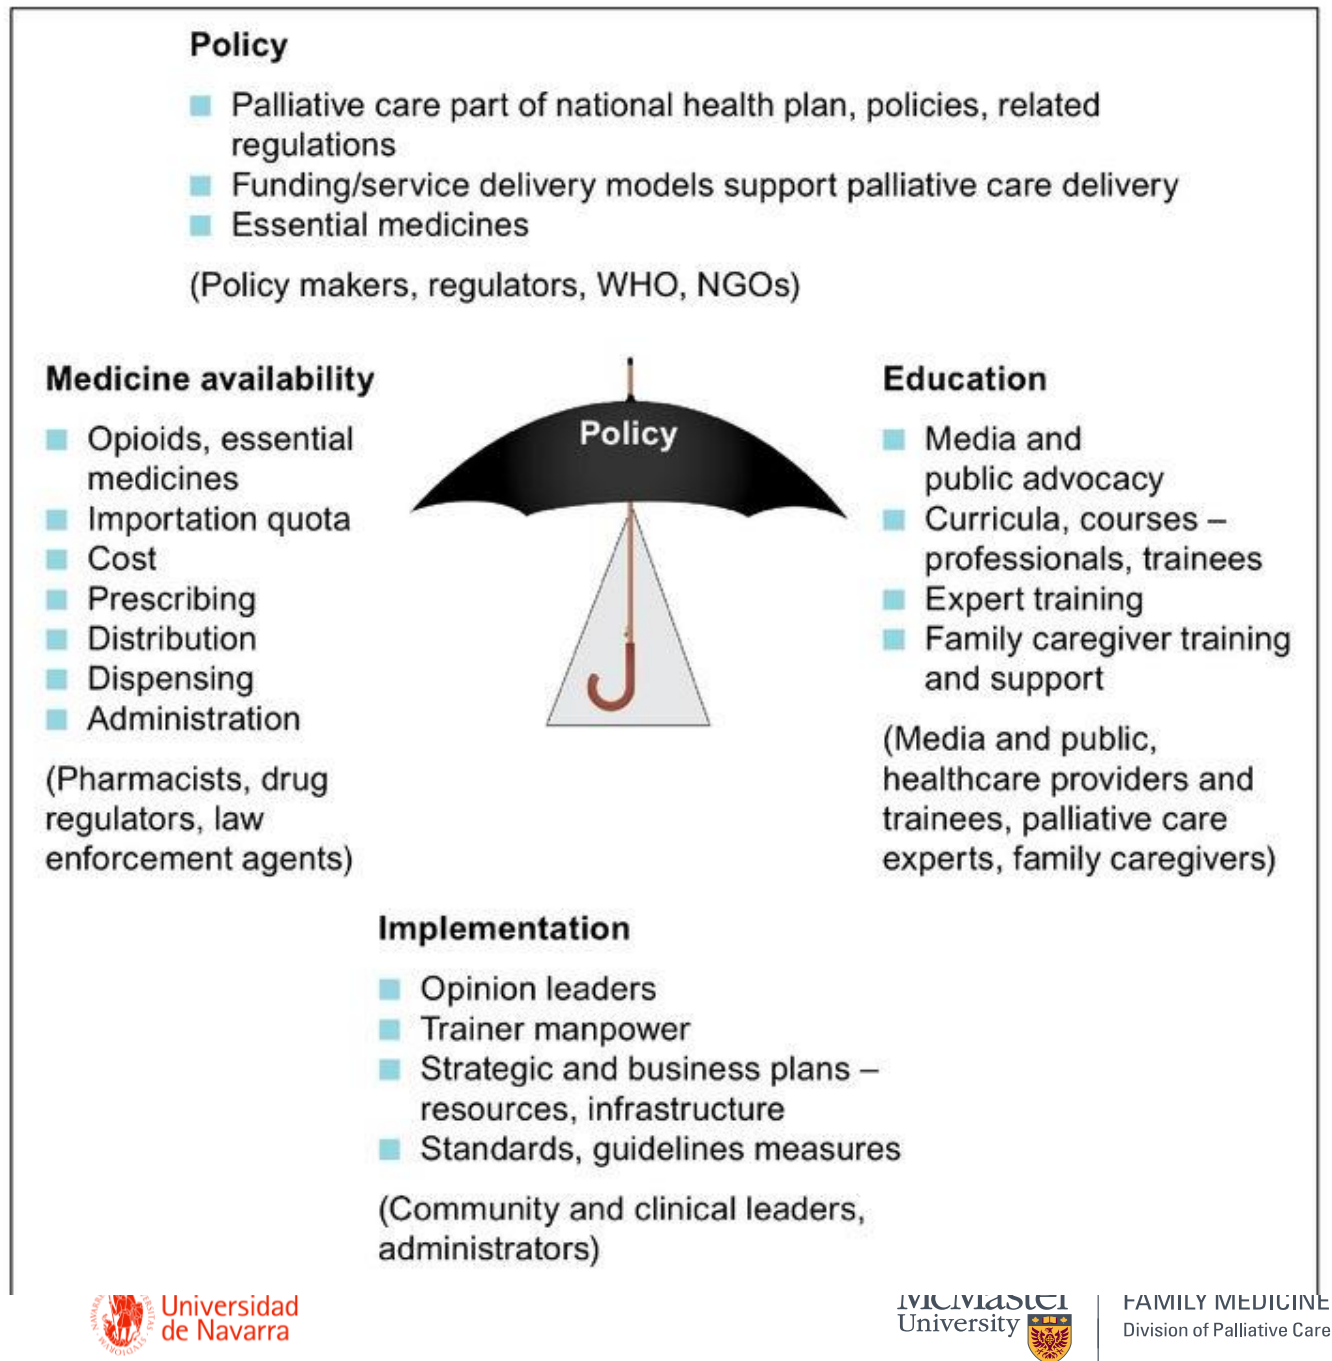 Policy
Palliative care part of national health plan, policies, related
regulations
Funding/service delivery models support palliative care delivery
Essential medicines
(Policy makers, regulators, WHO, NGOs)
Medicine availability
Opioids, essential
medicines
Importation quota
Cost
Prescribing
Distribution
Dispensing
Administration
(Pharmacists, drug
regulators, law
enforcement agents)
Policy
Education
Media and
public advocacy
Curricula, courses –
professionals, trainees
Expert training
Family caregiver training
and support
(Media and public,
healthcare providers and
trainees, palliative care
experts, family caregivers)
Implementation
Opinion leaders
Trainer manpower
Strategic and business plans –
resources, infrastructure
Standards, guidelines measures
(Community and clinical leaders,
administrators)
Universidad
de Navarra
McMaster
University
FAMILY MEDICINE
Division of Palliative Care